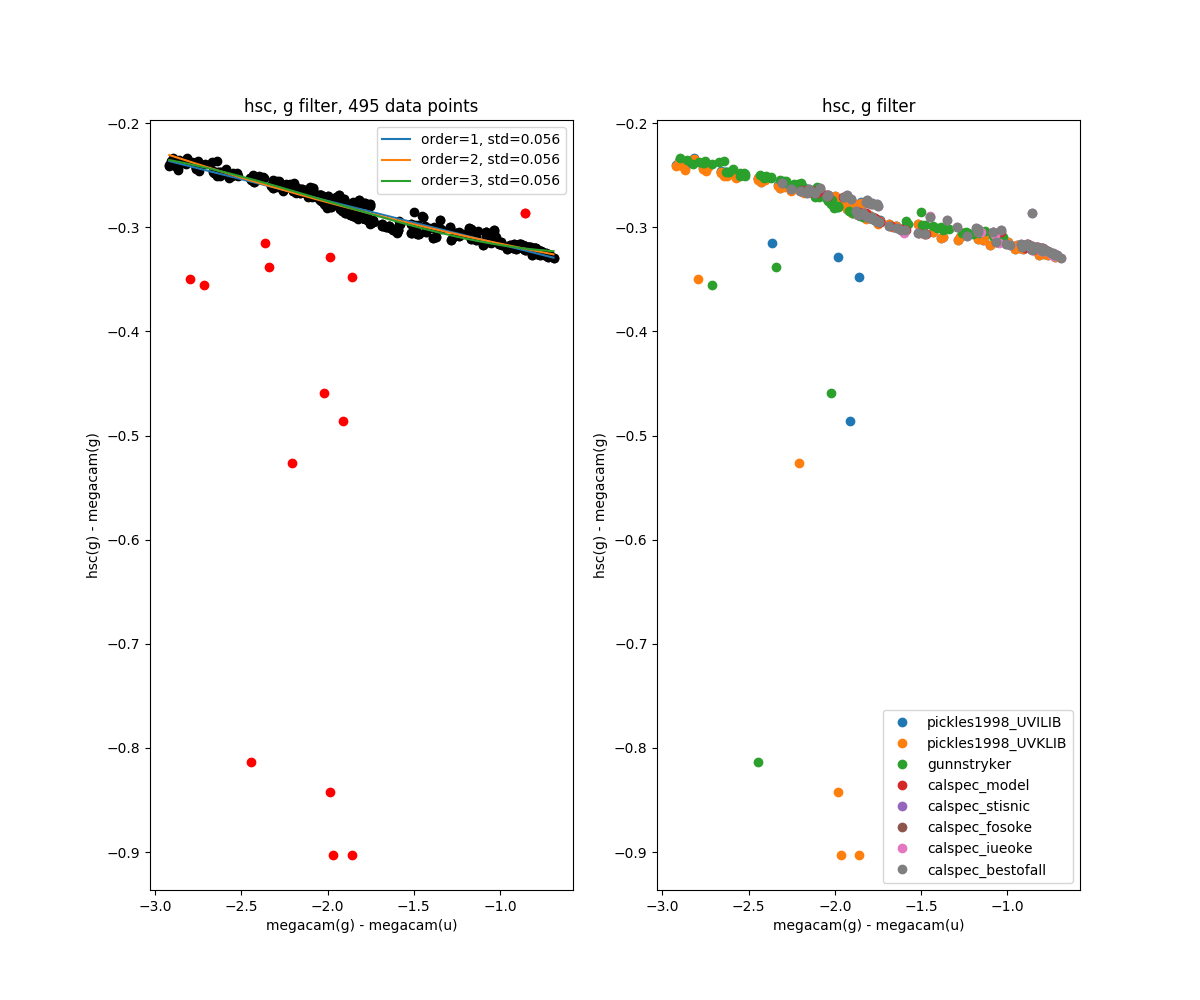 hsc, g filter, 495 data points
order=1, std=0.056
order=2, std=0.056
order=3, std=0.056
−0.2
−0.3
−0.4
−0.5
−0.6
−0.7
−0.8
−0.9
hsc(g) - megacam(g)
−3.0 −2.5 −2.0 −1.5 −1.0
megacam(g) - megacam(u)
hsc, g filter
−0.2
−0.3
−0.4
−0.5
−0.6
−0.7
−0.8
−0.9
hsc(g) - megacam(g)
pickles1998_UVILIB
pickles1998_UVKLIB
gunnstryker
calspec_model
calspec_stisnic
calspec_fosoke
calspec_iueoke
calspec_bestofall
−3.0 −2.5 −2.0 −1.5 −1.0
megacam(g) - megacam(u)